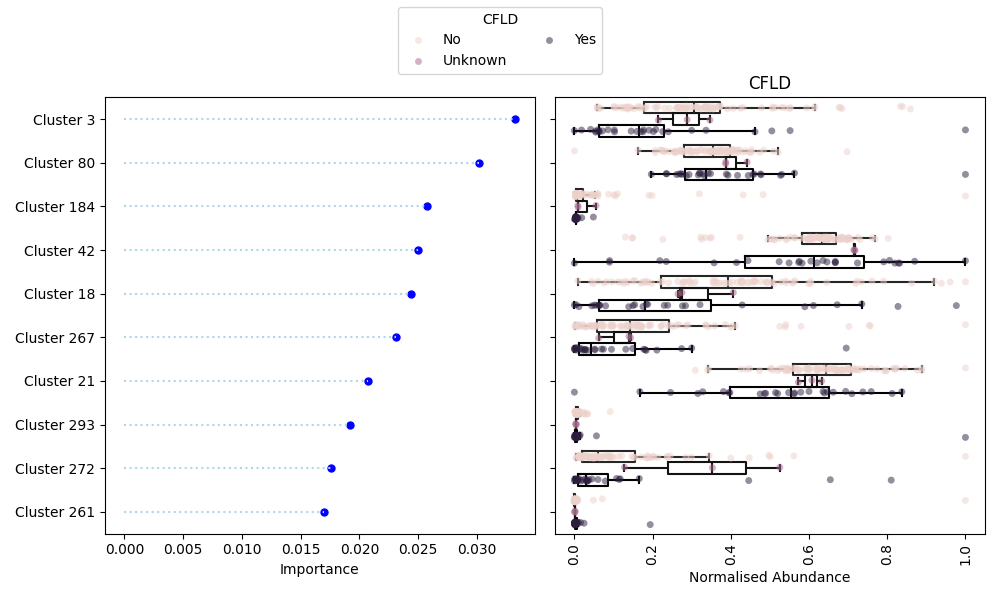 CFLD
No
Yes
Unknown
CFLD
Cluster 3
Cluster 80
Cluster 184
Cluster 42
Cluster 18
Cluster 267
Cluster 21
Cluster 293
Cluster 272
Cluster 261
0.000 0.005 0.010 0.015 0.020 0.025 0.030
Importance
0.0 0.2 0.4 0.6 0.8 1.0
Normalised Abundance